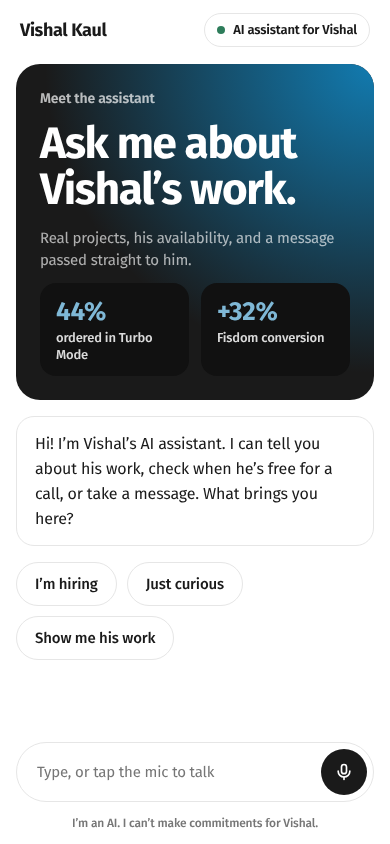 Vishal Kaul
AI assistant for Vishal
Meet the assistant
Ask me about
Vishal’s work.
Real projects, his availability, and a message
passed straight to him.
44%
ordered in Turbo
Mode
+32%
Fisdom conversion
Hi! I’m Vishal’s AI assistant. I can tell you
about his work, check when he’s free for a
call, or take a message. What brings you
here?
I’m hiring
Just curious
Show me his work
Type, or tap the mic to talk
I’m an AI. I can’t make commitments for Vishal.